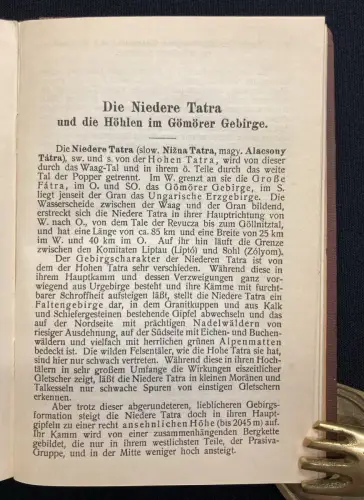 Die Niedere Tatra
und die Höhlen im Gömörer Gebirge.
Die Niedere Tatra (slow. Nižna Tatra, magy. Alacsony
Tátra), sw. und s. von der Hohen Tatra, wird von dieser
durch das Waag-Tal und in ihrem ö. Teile durch das weite
Tal der Popper getrennt. Im W. grenzt an sie die Große
Fátra, im O. und SO. das Gömörer Gebirge, im S.
liegt jenseit der Gran das Ungarische Erzgebirge. Die
Wasserscheide zwischen der Waag und der Gran bildend,
erstreckt sich die Niedere Tatra in ihrer Hauptrichtung von
W. nach O., von dem Tale der Revucza bis zum Göllnitztal,
und hat eine Länge von ca. 85 km und eine Breite von 25 km
im W. und 40 km im O. Auf ihr hin läuft die Grenze
zwischen den Komitaten Liptau (Liptó) und Sohl (Zólyom).
Der Gebirgscharakter der Niederen Tatra ist von
dem der Hohen Tatra sehr verschieden. Während diese in
ihrem Hauptkamm und dessen Verzweigungen ganz vor-
wiegend aus Urgebirge besteht und ihre Kämme mit furcht-
barer Schroffheit aufsteigen läßt, stellt die Niedere Tatra ein
Faltengebirge dar, in dem Granitkuppen und aus Kalk
und Schiefergesteinen bestehende Gipfel abwechseln und das
auf der Nordseite mit prächtigen Nadelwäldern von
riesiger Ausdehnung, auf der Südseite mit Eichen- und Buchen-
wäldern und vielfach mit herrlichen grünen Alpenmatten
bedeckt ist. Die wilden Felsentäler, wie die Hohe Tatra sie hat,
sind hier nur schwach vertreten. Während diese in ihren Hoch-
tälern in sehr großem Umfange die Wirkungen eiszeitlicher
Gletscher zeigt, läßt die Niedere Tatra in kleinen Moränen und
Talkesseln nur schwache Spuren von einstigen Gletschern
erkennen.
Aber trotz dieser abgerundeteren, lieblicheren Gebirgs-
formation steigt die Niedere Tatra doch in ihren Haupt-
gipfeln zu einer recht ansehnlichen Höhe (bis 2045 m) auf.
Ihr Kamm wird von einer zusammenhängenden Bergkette
gebildet, die nur in ihrem westlichsten Teile, der Prasiva-
Gruppe, und in der Mitte weniger hoch ansteigt.